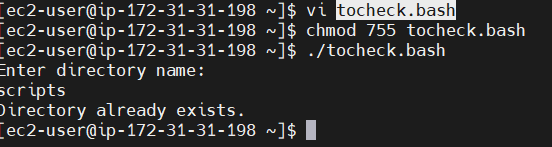 [ec2-user@ip-172-31-31-198 ~]$ vi tocheck.bash
[ec2-user@ip-172-31-31-198 ~]$ chmod 755 tocheck.bash
[ec2-user@ip-172-31-31-198 ~]$ ./tocheck.bash
Enter directory name:
scripts
Directory already exists.
[ec2-user@ip-172-31-31-198 ~]$